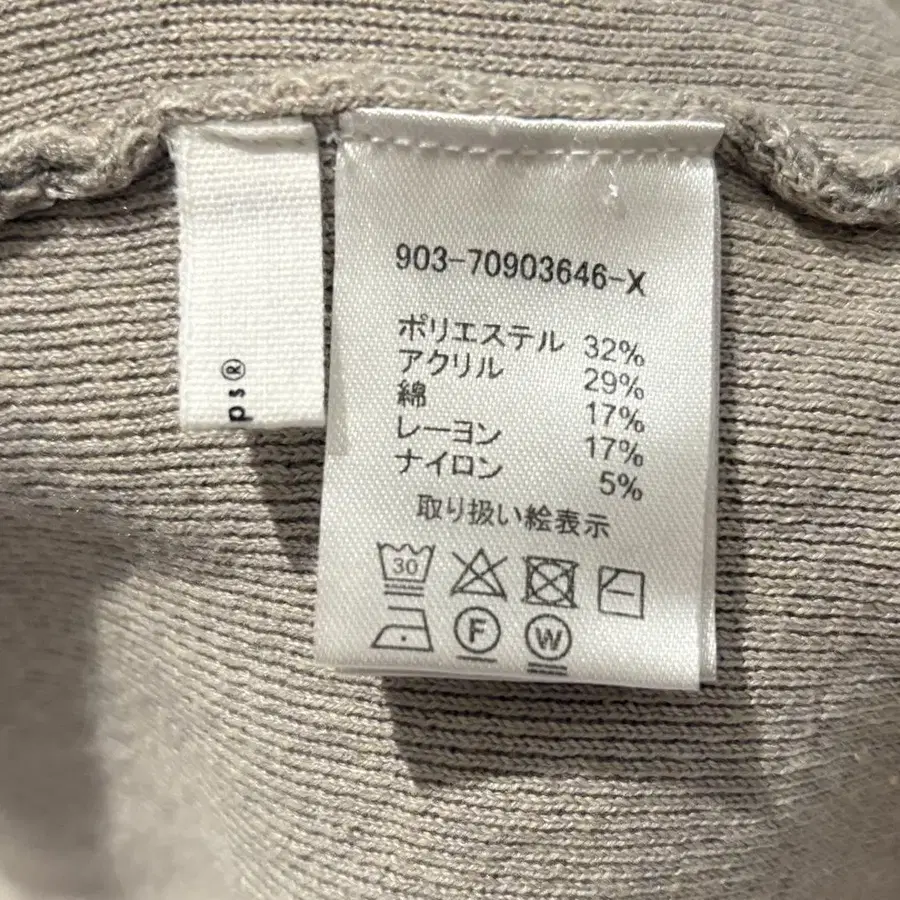 903-70903646-X
ポリエステル 32%
アクリル 29%
綿 17%
レーヨン 17%
ナイロン 5%
取り扱い絵表示
30
F
W
ps®